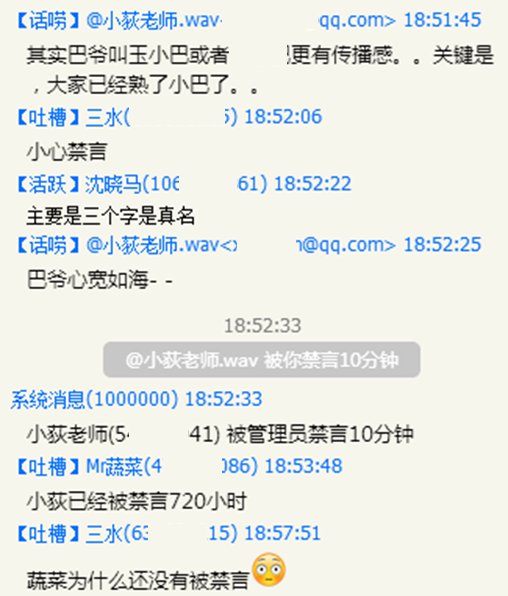 【话唠】@小荻老师.wav qq.com> 18:51:45
其实巴爷叫玉小巴或者 更有传播感。。关键是
，大家已经熟了小巴了。。
【吐槽】三水( 5) 18:52:06
小心禁言
【活跃】沈晓马(106 61) 18:52:22
主要是三个字是真名
【话唠】@小荻老师.wav< @qq.com> 18:52:25
巴爷心宽如海- -
18:52:33
@小荻老师.wav 被你禁言10分钟
系统消息(1000000) 18:52:33
小荻老师(54 41) 被管理员禁言10分钟
【吐槽】Mr蔬菜(4 086) 18:53:48
小荻已经被禁言720小时
【吐槽】三水(63 15) 18:57:51
蔬菜为什么还没有被禁言